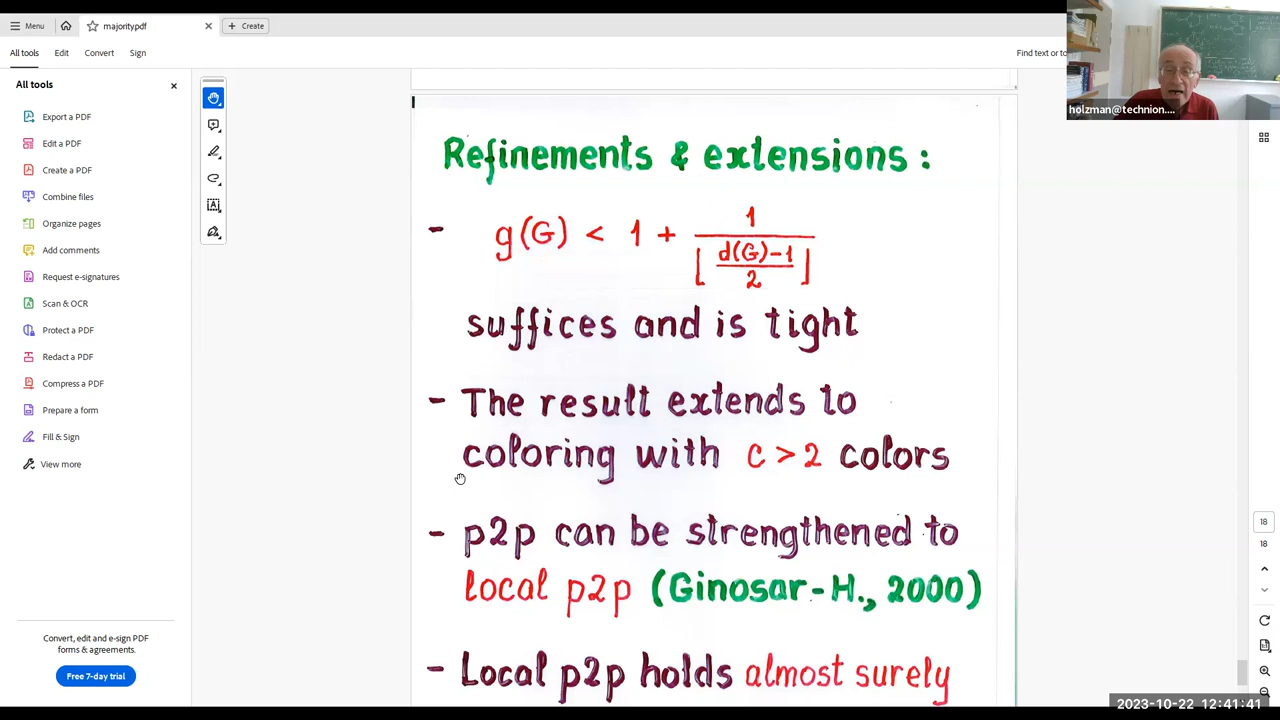 Menu
majority.pdf
Create
All tools
Edit
Convert
Sign
Find text or to
holzman@technion....
All tools
Export a PDF
Edit a PDF
Create a PDF
Combine files
Organize pages
Add comments
Request e-signatures
Scan & OCR
Protect a PDF
Redact a PDF
Compress a PDF
Prepare a form
Fill & Sign
View more
Convert, edit and e-sign PDF
forms & agreements.
Free 7-day trial
Refinements & extensions :
- g(G) < 1 + 1 / ⌊ (d(G)-1) / 2 ⌋
suffices and is tight
- The result extends to
coloring with c > 2 colors
- p2p can be strengthened to
local p2p (Ginosar-H., 2000)
- Local p2p holds almost surely
18
18
2023-10-22 12:41:41